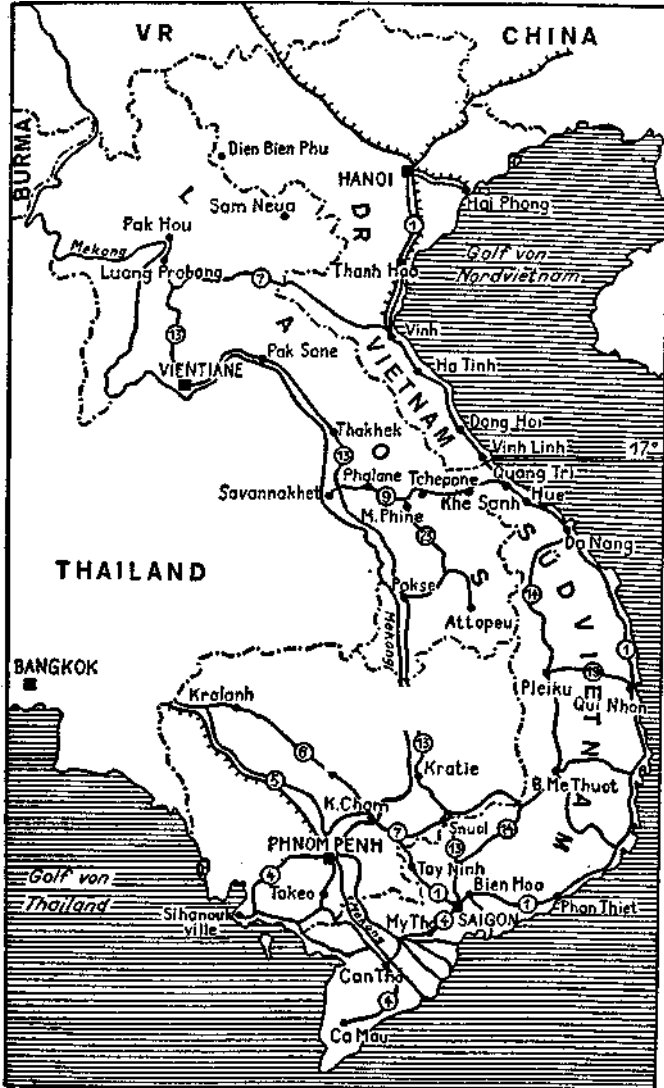 VR CHINA
BURMA
Dien Bien Phu
HANOI
Sam Neua
Hai Phong
DR
1
Pak Hou
Mekong
Golf von
Nordvietnam
Luang Probang
7
Thanh Hoa
L A O S
13
Vinh
VIETNAM
Pak Sane
VIENTIANE
Ha Tinh
Dong Hoi
Thakhek
Vinh Linh
17°
13
Phalane
Tchepone
Quang Tri
Savannakhet
9
Khe Sanh
Hue
M.Phine
23
Da Nang
THAILAND
SÜDVIETNAM
14
Pakse
Attopeu
Mekong
1
BANGKOK
Pleiku
19
Qui Nhon
Kralanh
13
6
Kratie
5
B.Me Thuot
K.Cham
7
Snuol
14
PHNOM PENH
13
4
Tay Ninh
Golf von
Thailand
Takeo
1
Bien Hoa
1
Sihanouk
ville
Mekong
My Tho
4
SAIGON
Phan Thiet
Can Tho
4
Ca Mau